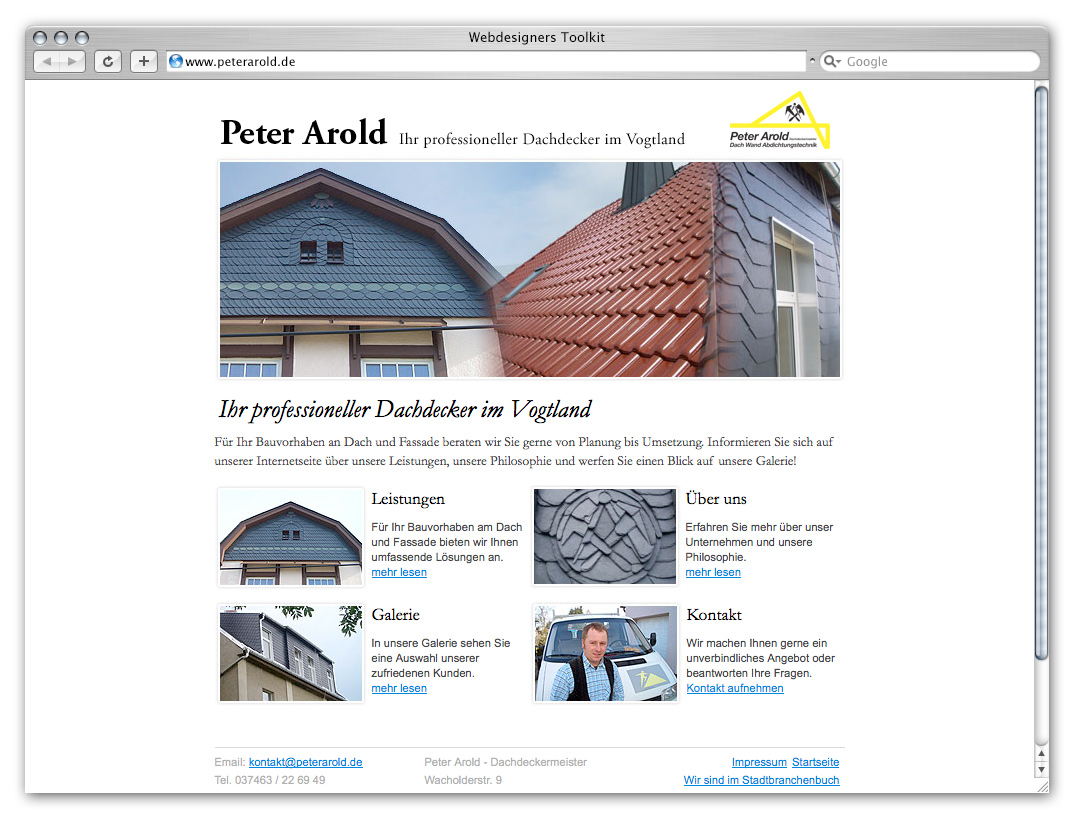 Webdesigners Toolkit
www.peterarold.de
Google
Peter Arold Ihr professioneller Dachdecker im Vogtland
Peter Arold
Dach Wand Abdichtungstechnik
Ihr professioneller Dachdecker im Vogtland
Für Ihr Bauvorhaben an Dach und Fassade beraten wir Sie gerne von Planung bis Umsetzung. Informieren Sie sich auf
unserer Internetseite über unsere Leistungen, unsere Philosophie und werfen Sie einen Blick auf unsere Galerie!
Leistungen
Für Ihr Bauvorhaben am Dach
und Fassade bieten wir Ihnen
umfassende Lösungen an.
mehr lesen
Über uns
Erfahren Sie mehr über unser
Unternehmen und unsere
Philosophie.
mehr lesen
Galerie
In unsere Galerie sehen Sie
eine Auswahl unserer
zufriedenen Kunden.
mehr lesen
Kontakt
Wir machen Ihnen gerne ein
unverbindliches Angebot oder
beantworten Ihre Fragen.
Kontakt aufnehmen
Email: kontakt@peterarold.de
Tel. 037463 / 22 69 49
Peter Arold - Dachdeckermeister
Wacholderstr. 9
Impressum Startseite
Wir sind im Stadtbranchenbuch